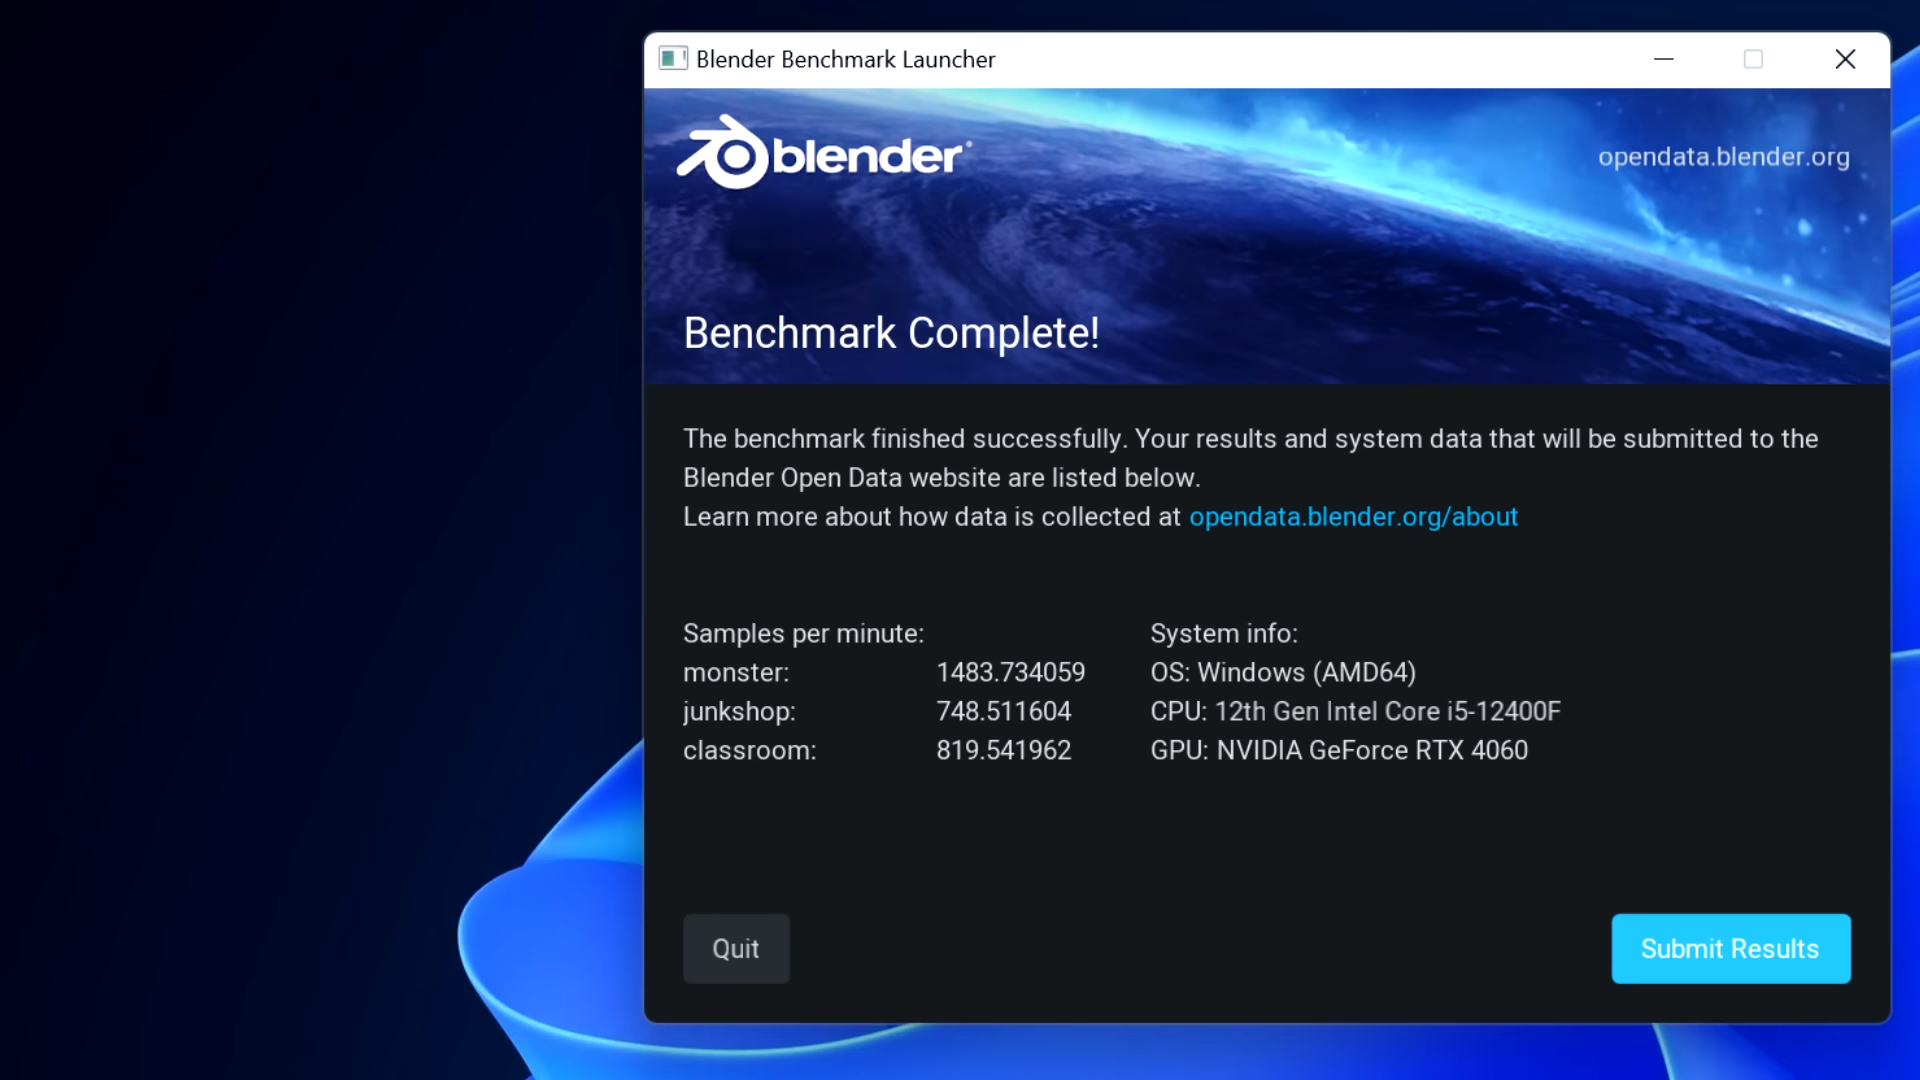 Blender Benchmark Launcher
blender
opendata.blender.org
Benchmark Complete!
The benchmark finished successfully. Your results and system data that will be submitted to the
Blender Open Data website are listed below.
Learn more about how data is collected at opendata.blender.org/about
Samples per minute:
monster: 1483.734059
junkshop: 748.511604
classroom: 819.541962
System info:
OS: Windows (AMD64)
CPU: 12th Gen Intel Core i5-12400F
GPU: NVIDIA GeForce RTX 4060
Quit
Submit Results